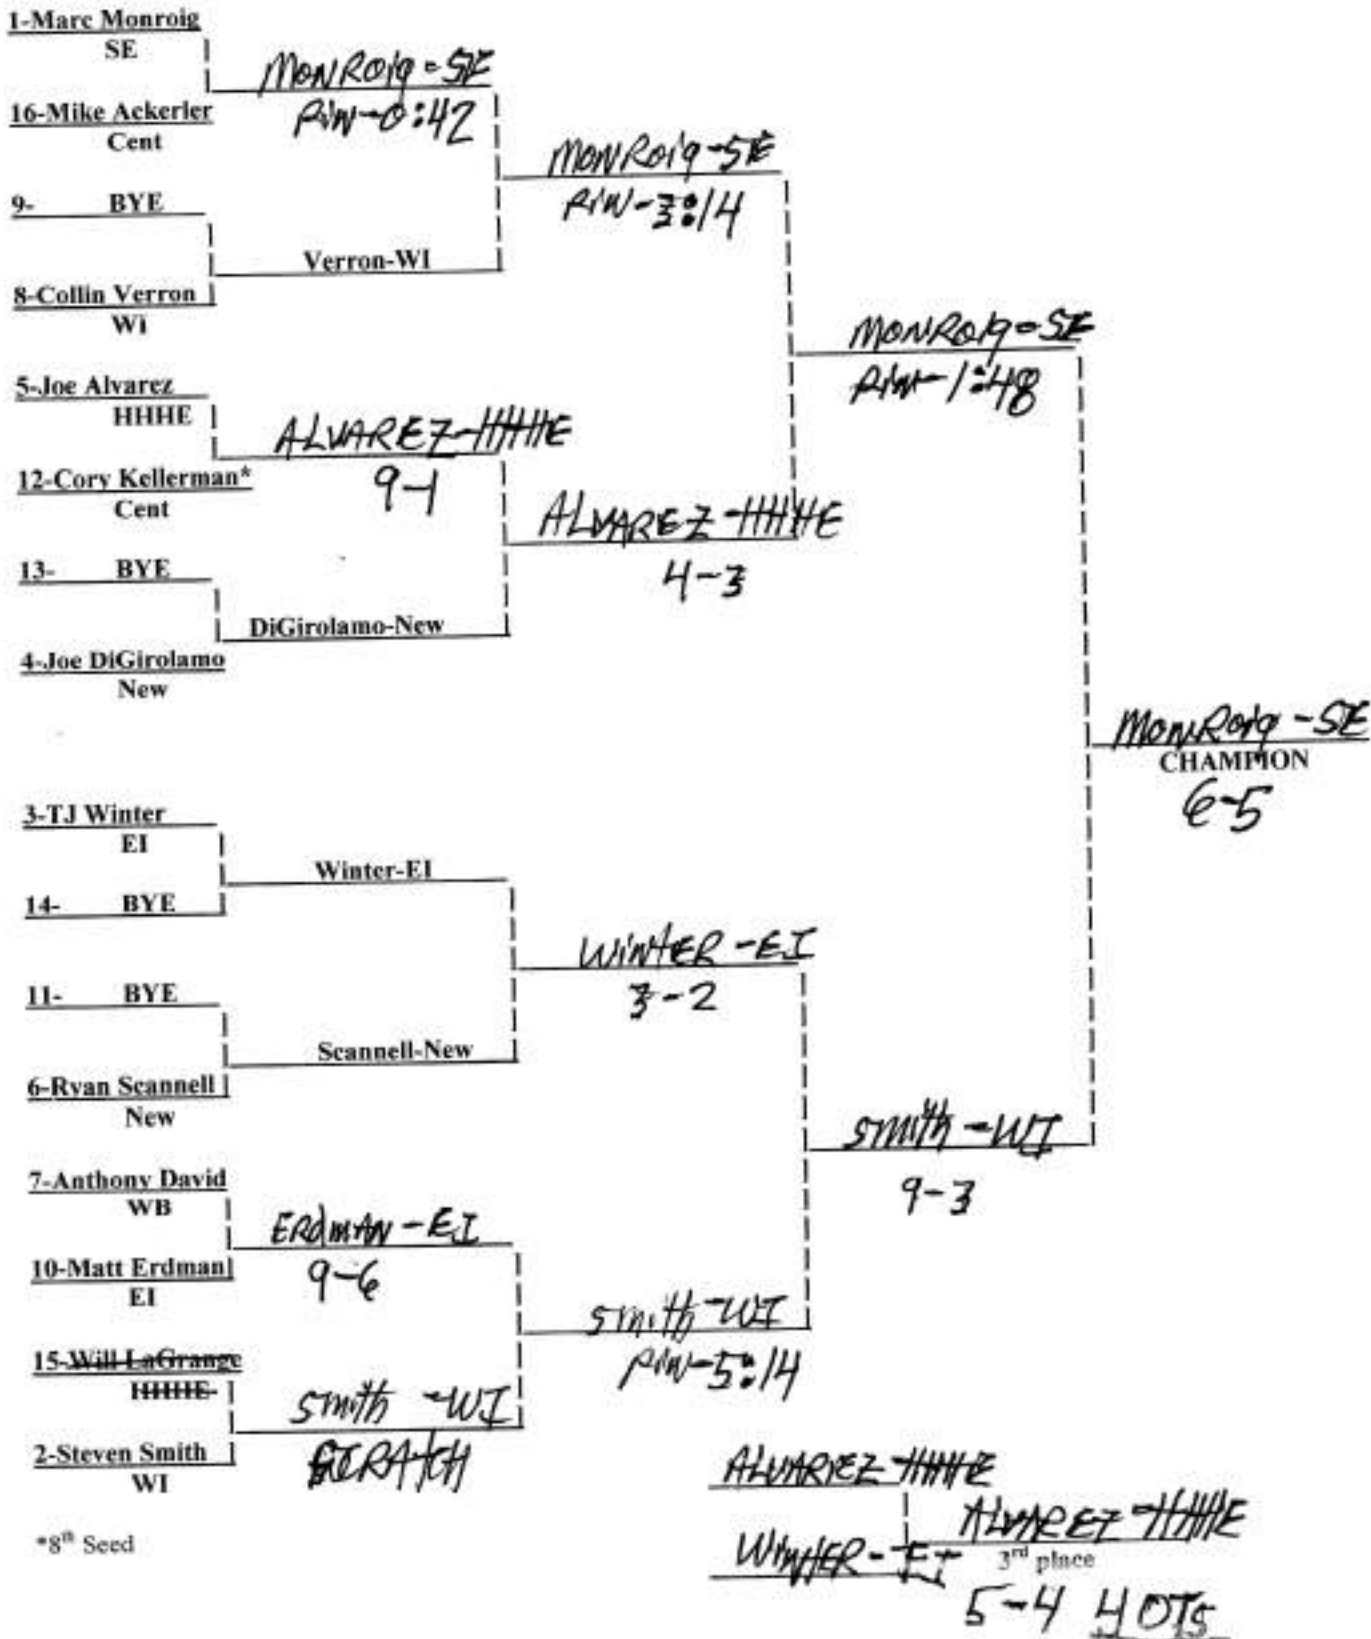 1-Marc Monroig
SE
MONROig - SE
PiN-0:42
16-Mike Ackerler
Cent
MONROig - SE
PiN-3:14
9- BYE
Verron-WI
8-Collin Verron
Wi
MONROig - SE
PiN-1:48
5-Joe Alvarez
HHHE
ALVAREZ-HHHE
9-1
12-Cory Kellerman*
Cent
ALVAREZ-HHHE
4-3
13- BYE
DiGirolamo-New
4-Joe DiGirolamo
New
MONROig - SE
CHAMPION
6-5
3-TJ Winter
EI
Winter-EI
14- BYE
WiNTER - EI
3-2
11- BYE
Scannell-New
6-Ryan Scannell
New
SMith - WI
9-3
7-Anthony David
WB
ERdMAN - EI
9-6
10-Matt Erdman
EI
SMith - WI
PiN-5:14
15-Will LaGrange
HHHE
SMith - WI
SCRATCH
2-Steven Smith
WI
ALVARIEZ-HHHE
ALVAREZ-HHHE
WiNTER - EI
3rd place
5-4 4 OTS
*8th Seed